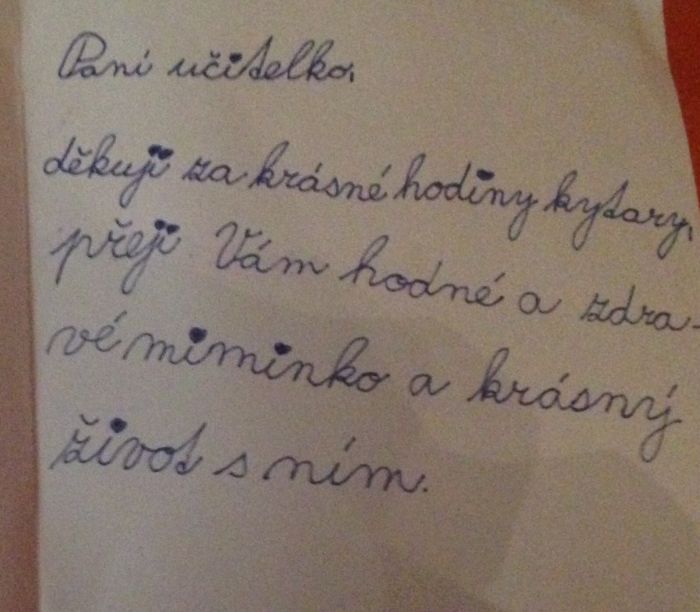 Paní učitelko,
děkuji za krásné hodiny kytary,
přeji Vám hodné a zdra-
vé miminko a krásný
život s ním.